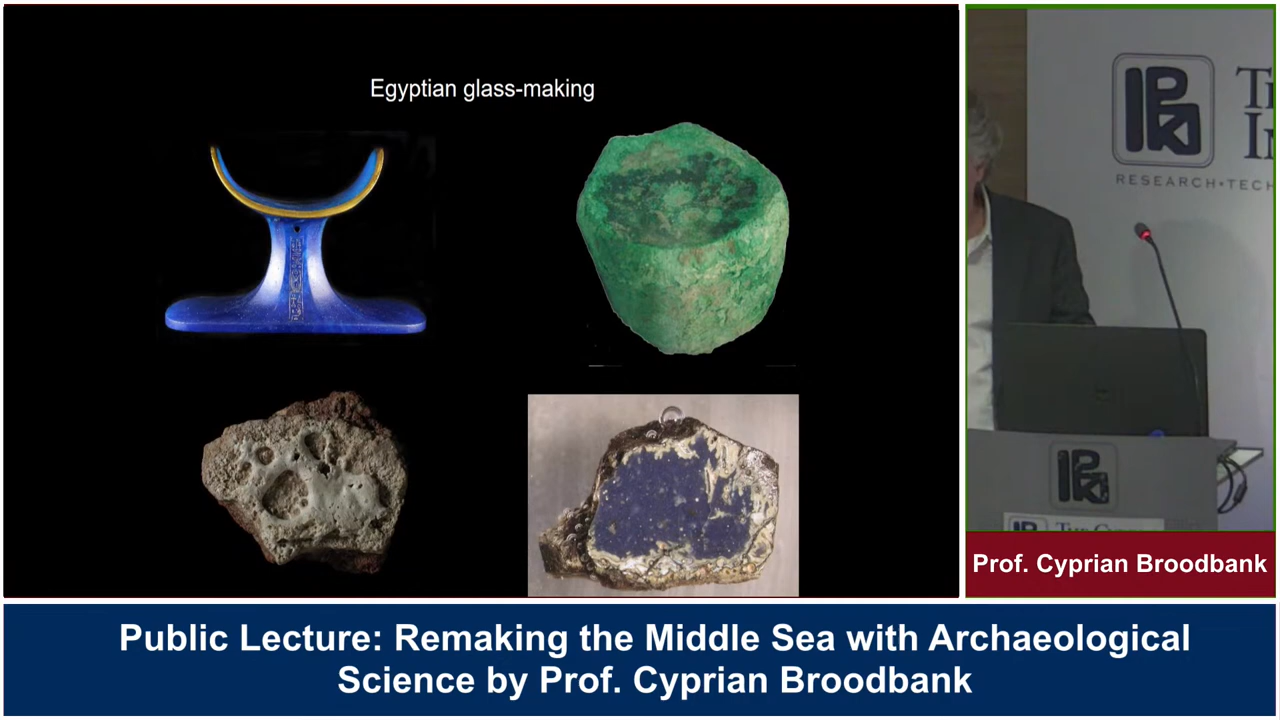 Egyptian glass-making
RESEARCH•TECH
Prof. Cyprian Broodbank
Public Lecture: Remaking the Middle Sea with Archaeological
Science by Prof. Cyprian Broodbank